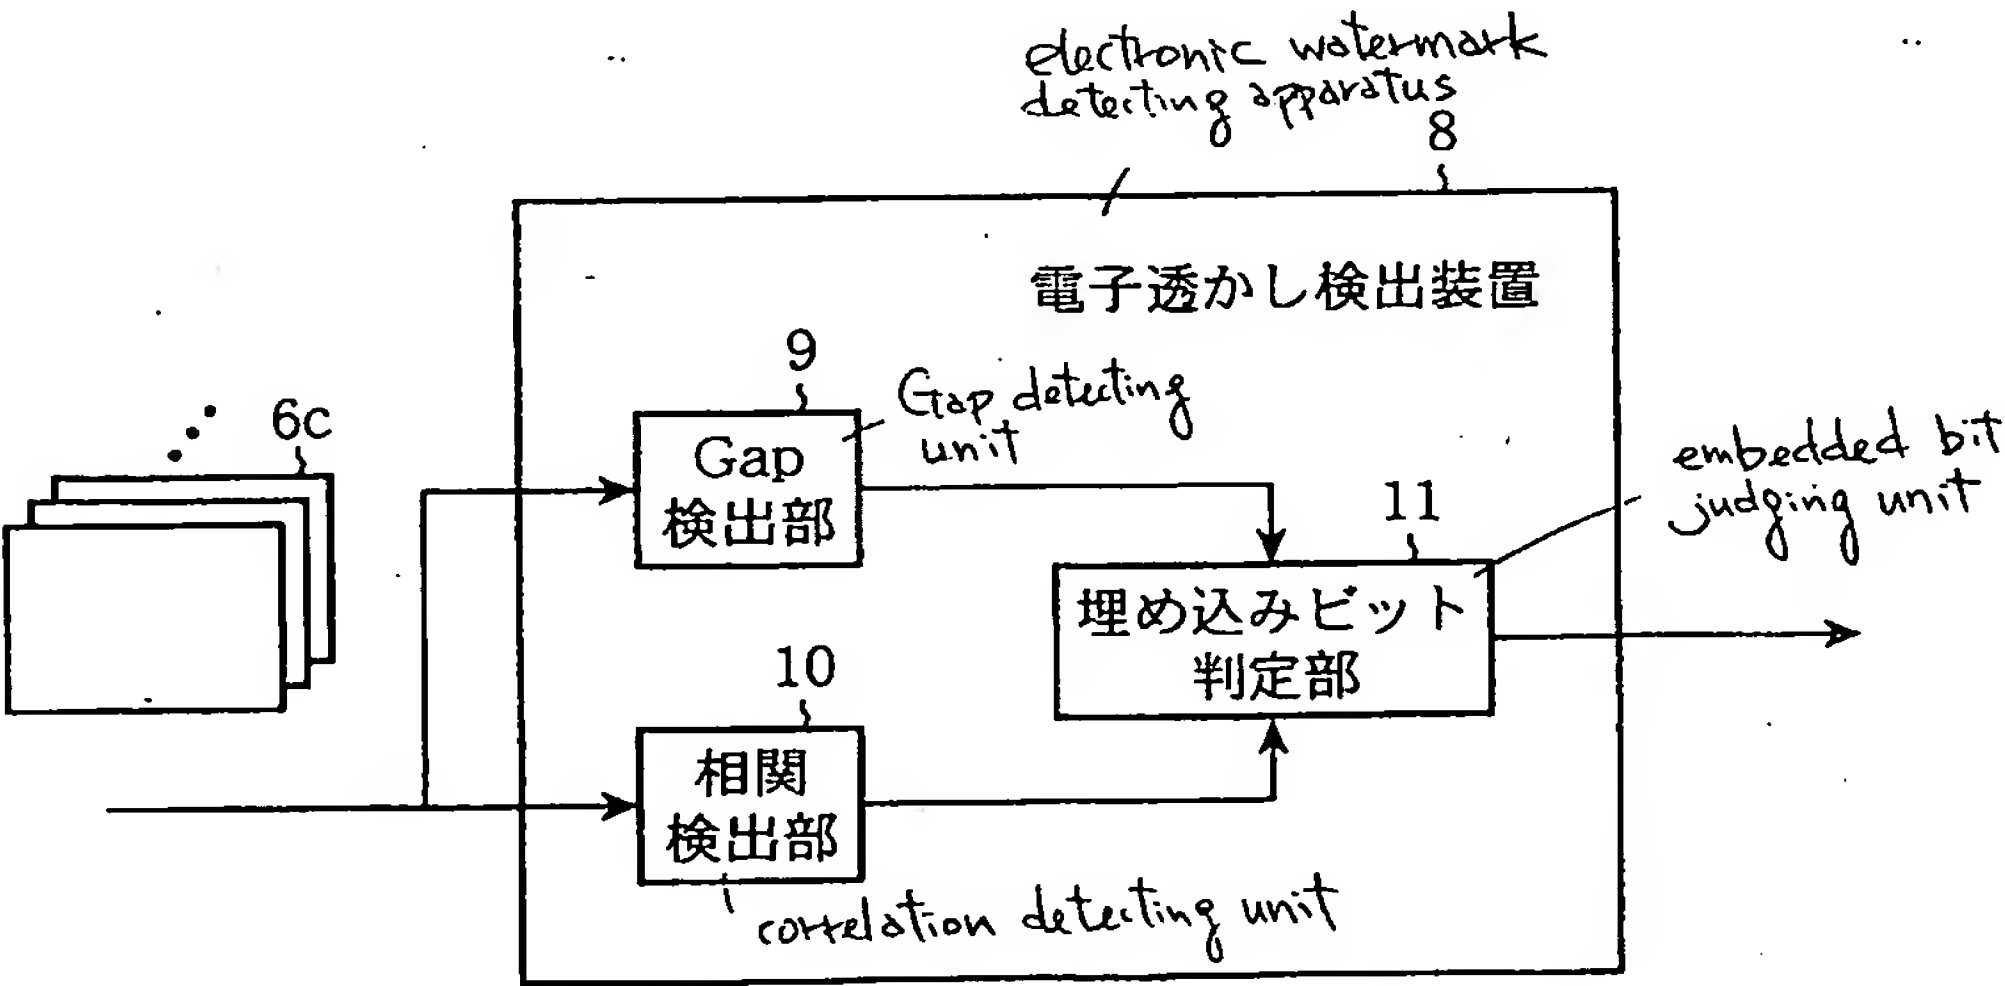 electronic watermark
detecting apparatus
8
電子透かし検出装置
9
Gap detecting
unit
6c
Gap
検出部
embedded bit
judging unit
11
埋め込みビット
判定部
10
相関
検出部
correlation detecting unit